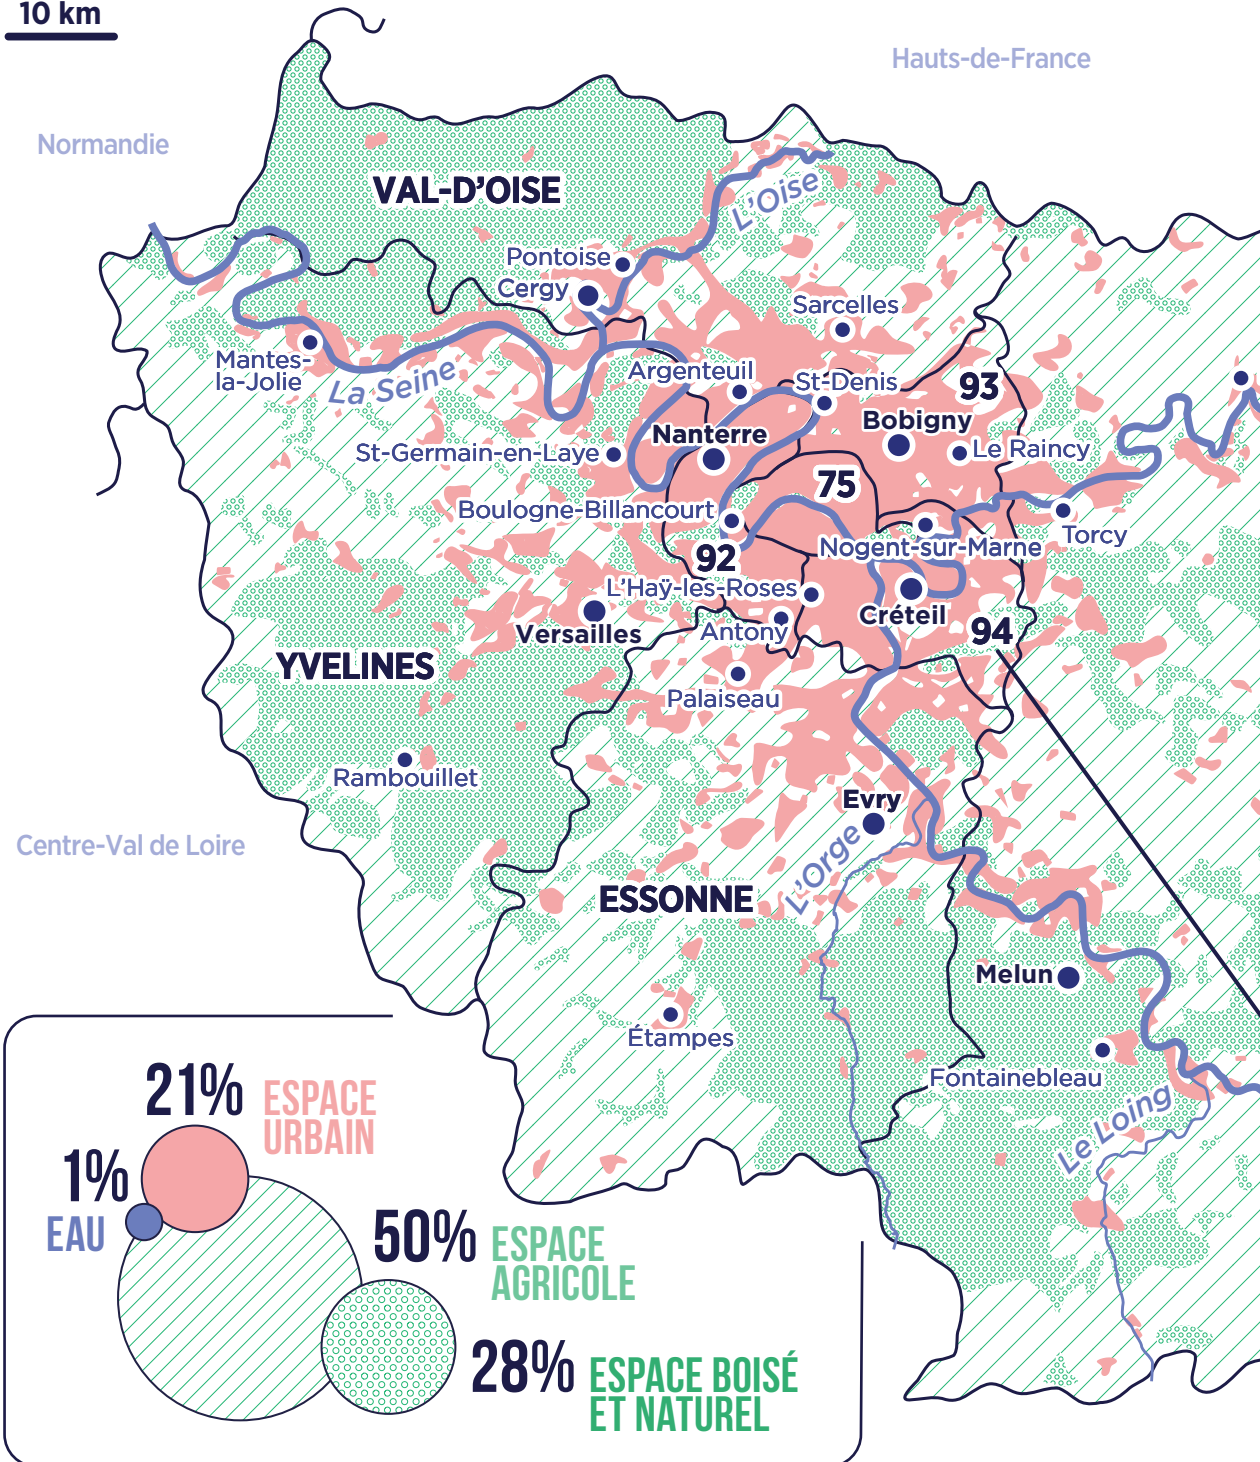 10 km
Hauts-de-France
Normandie
VAL-D'OISE
L'Oise
Pontoise
Cergy
Sarcelles
Mantes-
la-Jolie
La Seine
Argenteuil
St-Denis
93
Bobigny
Nanterre
St-Germain-en-Laye
Le Raincy
75
Boulogne-Billancourt
Torcy
Nogent-sur-Marne
92
L'Haÿ-les-Roses
Créteil
Versailles
Antony
94
YVELINES
Palaiseau
Rambouillet
Evry
Centre-Val de Loire
L'Orge
ESSONNE
Melun
Étampes
Fontainebleau
Le Loing
21%
ESPACE
URBAIN
1%
EAU
50%
ESPACE
AGRICOLE
28%
ESPACE BOISÉ
ET NATUREL